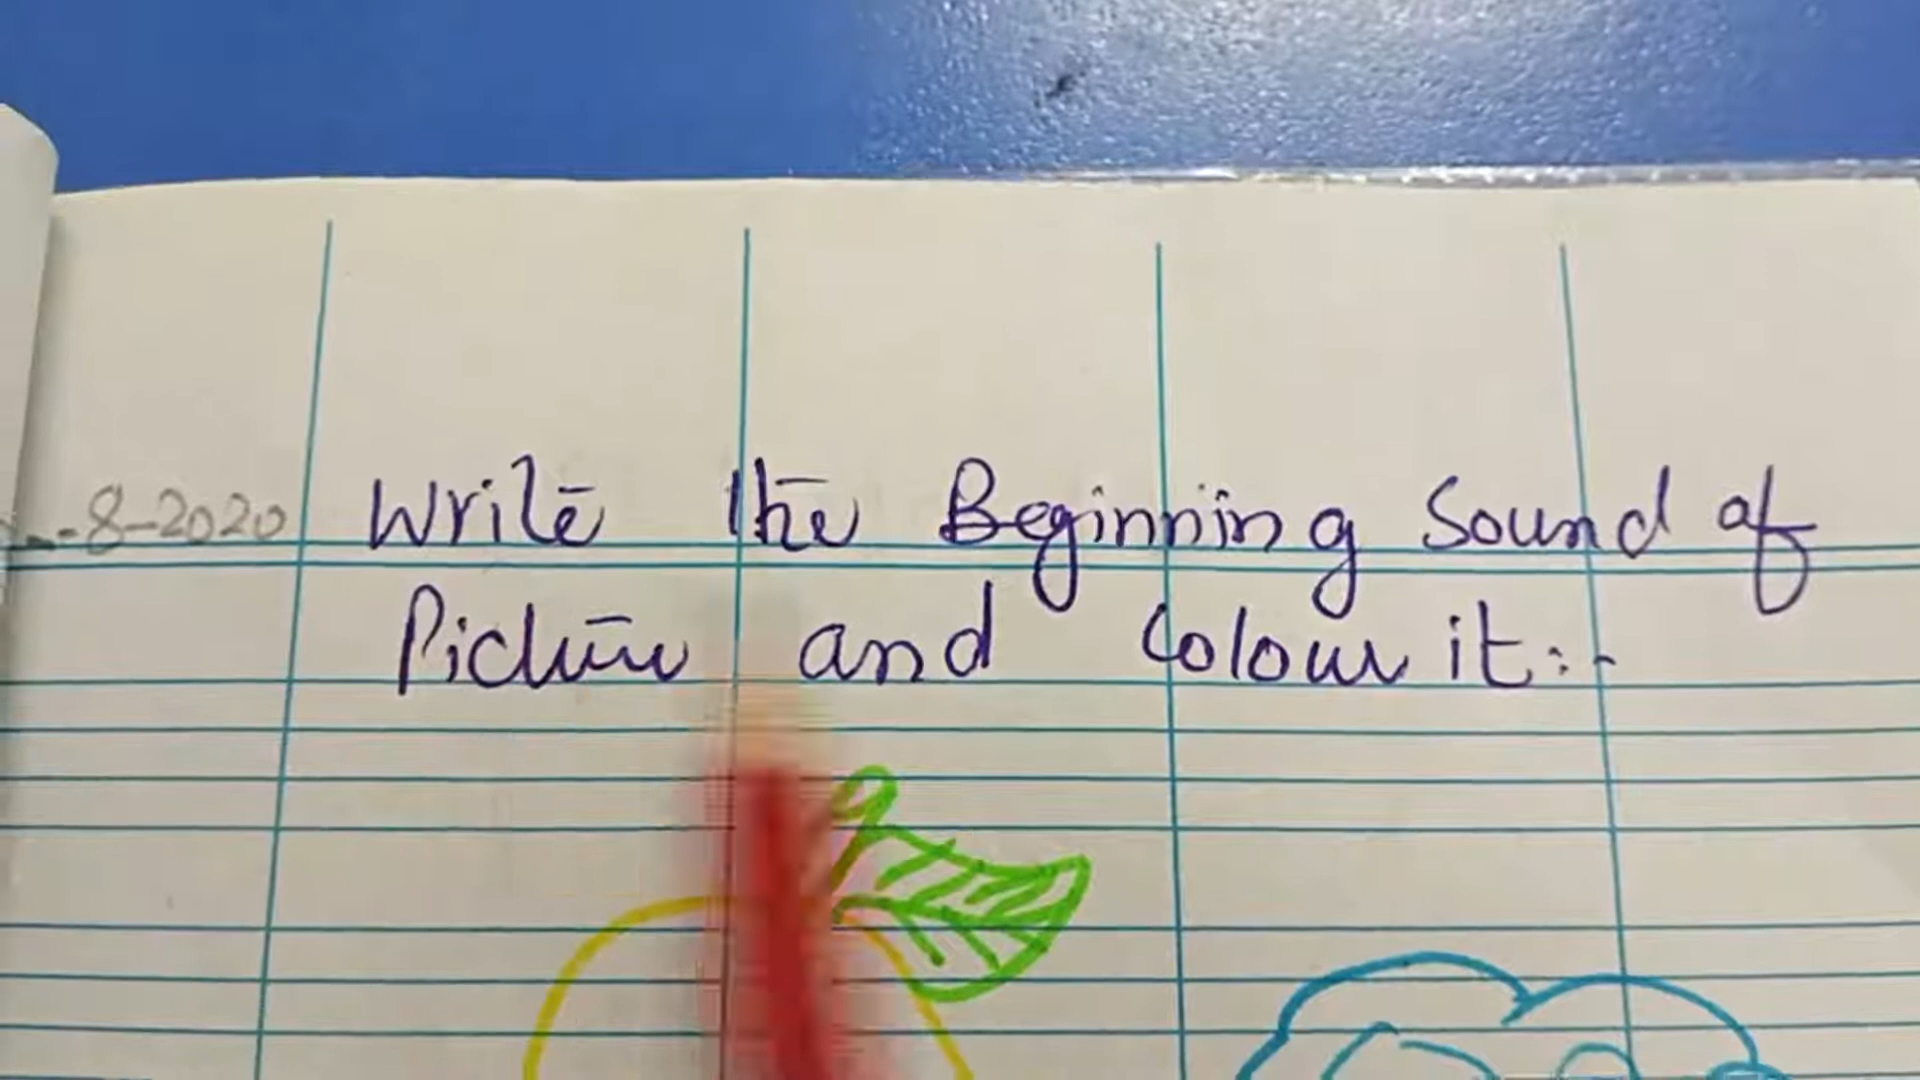 -8-2020 Write the Beginning Sound of
Picture and Colour it:-